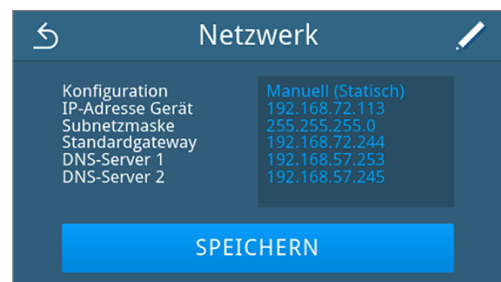 Netzwerk
Konfiguration Manuell (Statisch)
IP-Adresse Gerät 192.168.72.113
Subnetzmaske 255.255.255.0
Standardgateway 192.168.72.244
DNS-Server 1 192.168.57.253
DNS-Server 2 192.168.57.245
SPEICHERN